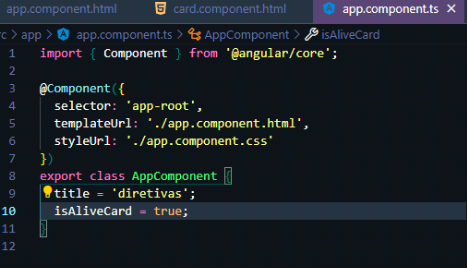 app.component.html card.component.html app.component.ts
rc > app > app.component.ts > AppComponent > isAliveCard
1 import { Component } from '@angular/core';
2
3 @Component({
4 selector: 'app-root',
5 templateUrl: './app.component.html',
6 styleUrl: './app.component.css'
7 })
8 export class AppComponent {
9 title = 'diretivas';
10 isAliveCard = true;
11 }
12